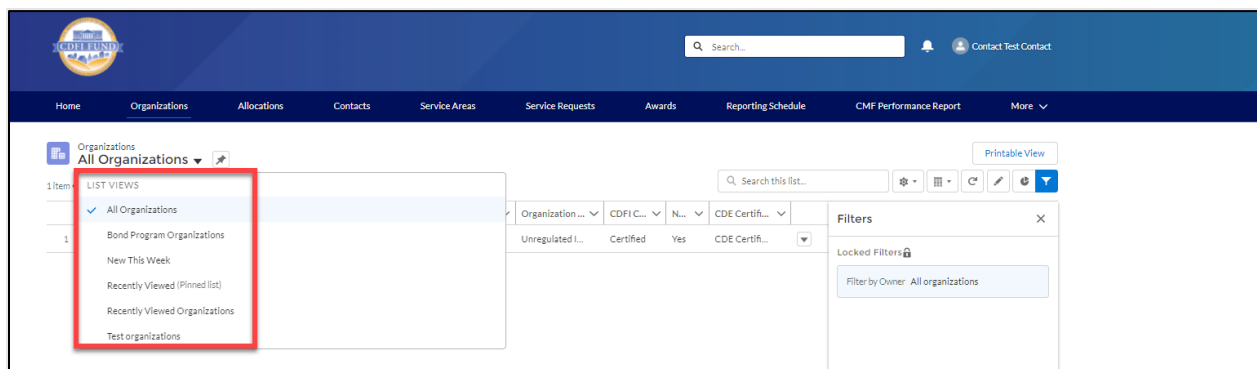 CDFI FUND
Search...
Contact Test Contact
Home Organizations Allocations Contacts Service Areas Service Requests Awards Reporting Schedule CMF Performance Report More
Organizations
All Organizations
Printable View
1 item
Search this list...
LIST VIEWS
All Organizations
Bond Program Organizations
New This Week
Recently Viewed (Pinned list)
Recently Viewed Organizations
Test organizations
Organization ... CDFI C... N... CDE Certifi...
1 Unregulated I... Certified Yes CDE Certifi...
Filters
Locked Filters
Filter by Owner All organizations